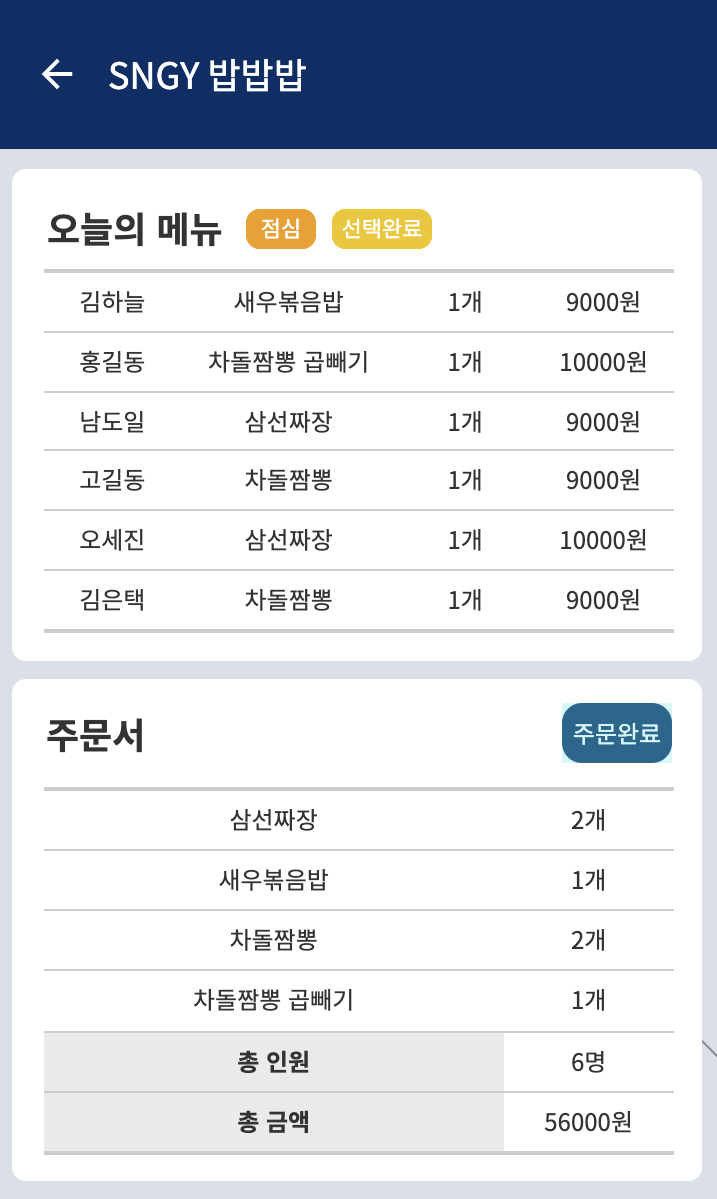 SNGY 밥밥밥
오늘의 메뉴 점심 선택완료
김하늘 새우볶음밥 1개 9000원
홍길동 차돌짬뽕 곱빼기 1개 10000원
남도일 삼선짜장 1개 9000원
고길동 차돌짬뽕 1개 9000원
오세진 삼선짜장 1개 10000원
김은택 차돌짬뽕 1개 9000원
주문서 주문완료
삼선짜장 2개
새우볶음밥 1개
차돌짬뽕 2개
차돌짬뽕 곱빼기 1개
총 인원 6명
총 금액 56000원